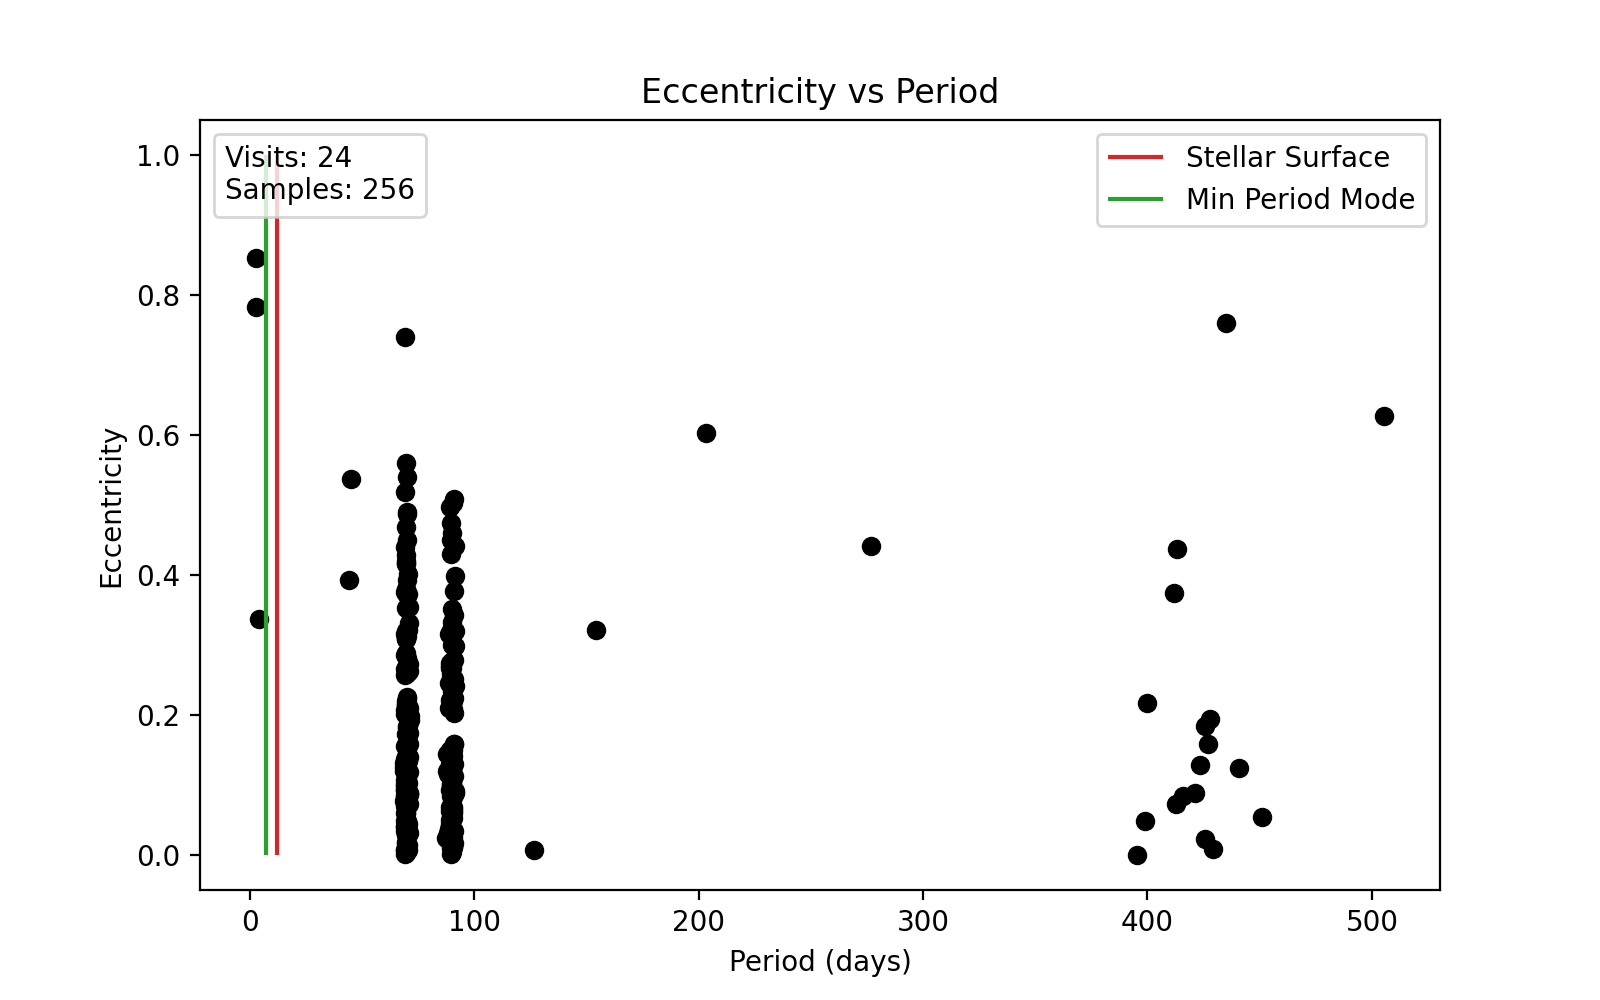 Eccentricity vs Period
Visits: 24
Samples: 256
Stellar Surface
Min Period Mode
1.0
0.8
0.6
0.4
0.2
0.0
Eccentricity
0 100 200 300 400 500
Period (days)